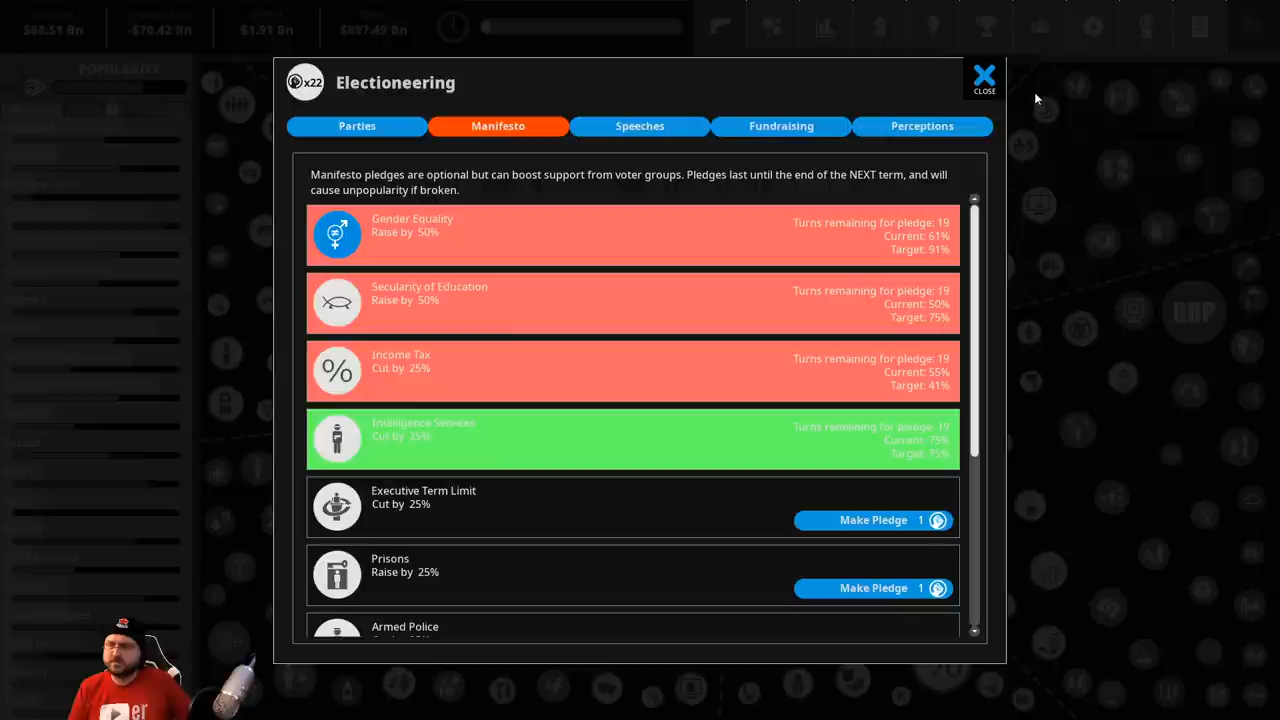 -$70.42 Bn
$1.91 Bn
$887.49 Bn
POPULARITY
x22
Electioneering
CLOSE
Parties
Manifesto
Speeches
Fundraising
Perceptions
Manifesto pledges are optional but can boost support from voter groups. Pledges last until the end of the NEXT term, and will
cause unpopularity if broken.
Gender Equality
Raise by 50%
Turns remaining for pledge: 19
Current: 61%
Target: 91%
Secularity of Education
Raise by 50%
Turns remaining for pledge: 19
Current: 50%
Target: 75%
Income Tax
Cut by 25%
Turns remaining for pledge: 19
Current: 55%
Target: 41%
Intelligence Services
Cut by 25%
Turns remaining for pledge: 19
Current: 75%
Target: 75%
Executive Term Limit
Cut by 25%
Make Pledge 1
Prisons
Raise by 25%
Make Pledge 1
Armed Police
GDP
er